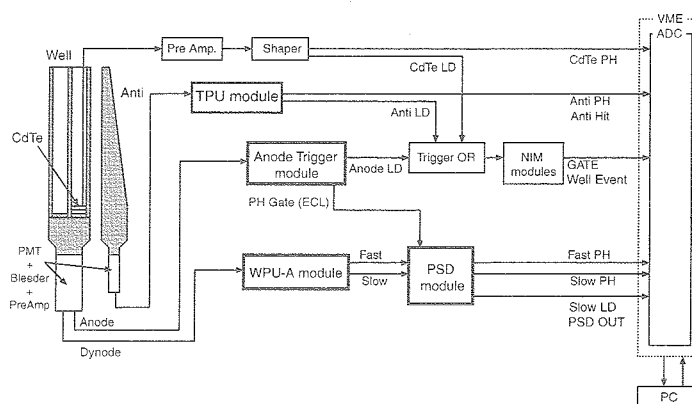 VME
ADC
Pre Amp.
Shaper
CdTe PH
CdTe LD
Well
Anti
TPU module
Anti PH
Anti Hit
Anti LD
CdTe
Anode Trigger
module
Anode LD
Trigger OR
NIM
modules
GATE
Well Event
PH Gate (ECL)
PMT
+
Bleeder
+
PreAmp
WPU-A module
Fast
Slow
PSD
module
Fast PH
Slow PH
Slow LD
PSD OUT
Anode
Dynode
PC